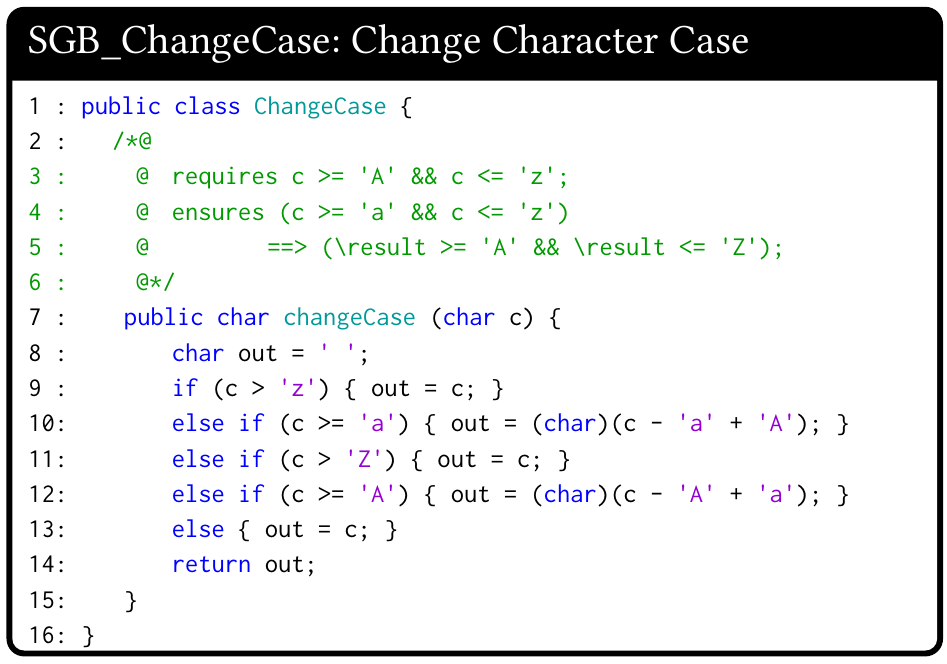 SGB_ChangeCase: Change Character Case
1 : public class ChangeCase {
2 : /*@
3 : @ requires c >= 'A' && c <= 'z';
4 : @ ensures (c >= 'a' && c <= 'z')
5 : @ ==> (\result >= 'A' && \result <= 'Z');
6 : @*/
7 : public char changeCase (char c) {
8 : char out = ' ';
9 : if (c > 'z') { out = c; }
10: else if (c >= 'a') { out = (char)(c - 'a' + 'A'); }
11: else if (c > 'Z') { out = c; }
12: else if (c >= 'A') { out = (char)(c - 'A' + 'a'); }
13: else { out = c; }
14: return out;
15: }
16: }